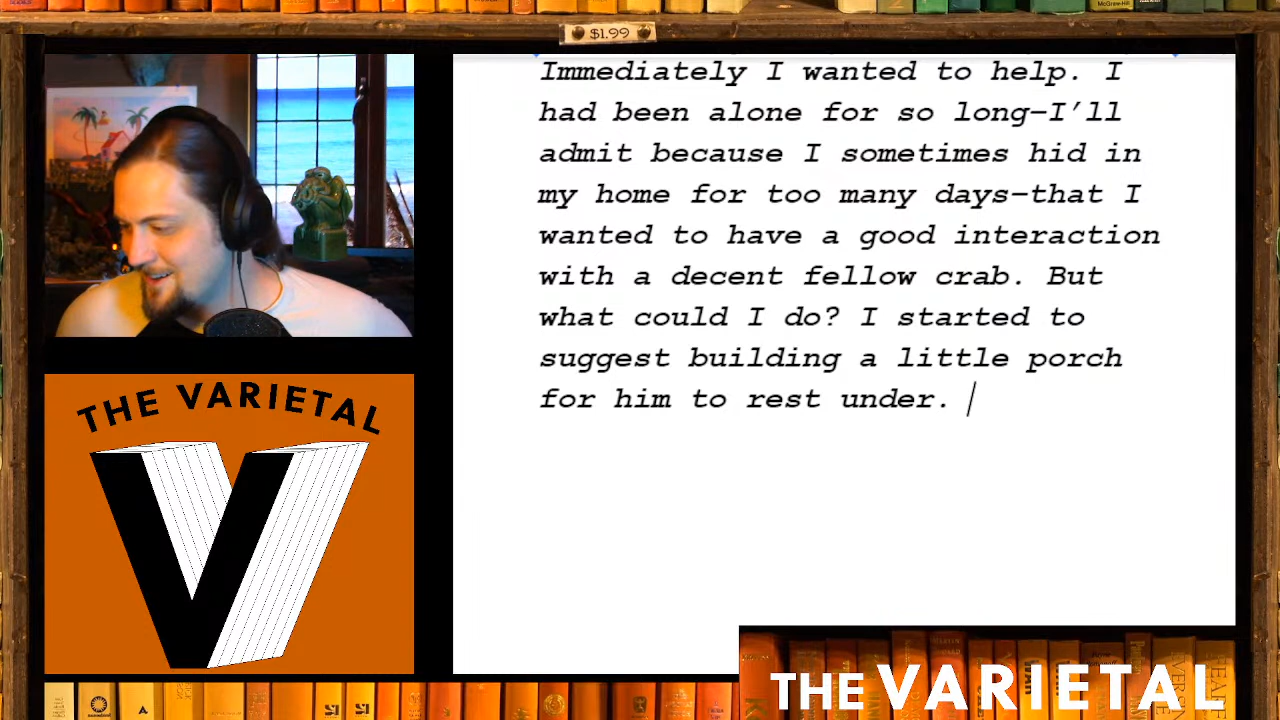 McGraw-Hill
$1.99
Immediately I wanted to help. I
had been alone for so long—I’ll
admit because I sometimes hid in
my home for too many days—that I
wanted to have a good interaction
with a decent fellow crab. But
what could I do? I started to
suggest building a little porch
for him to rest under.
THE VARIETAL
V
THE VARIETAL